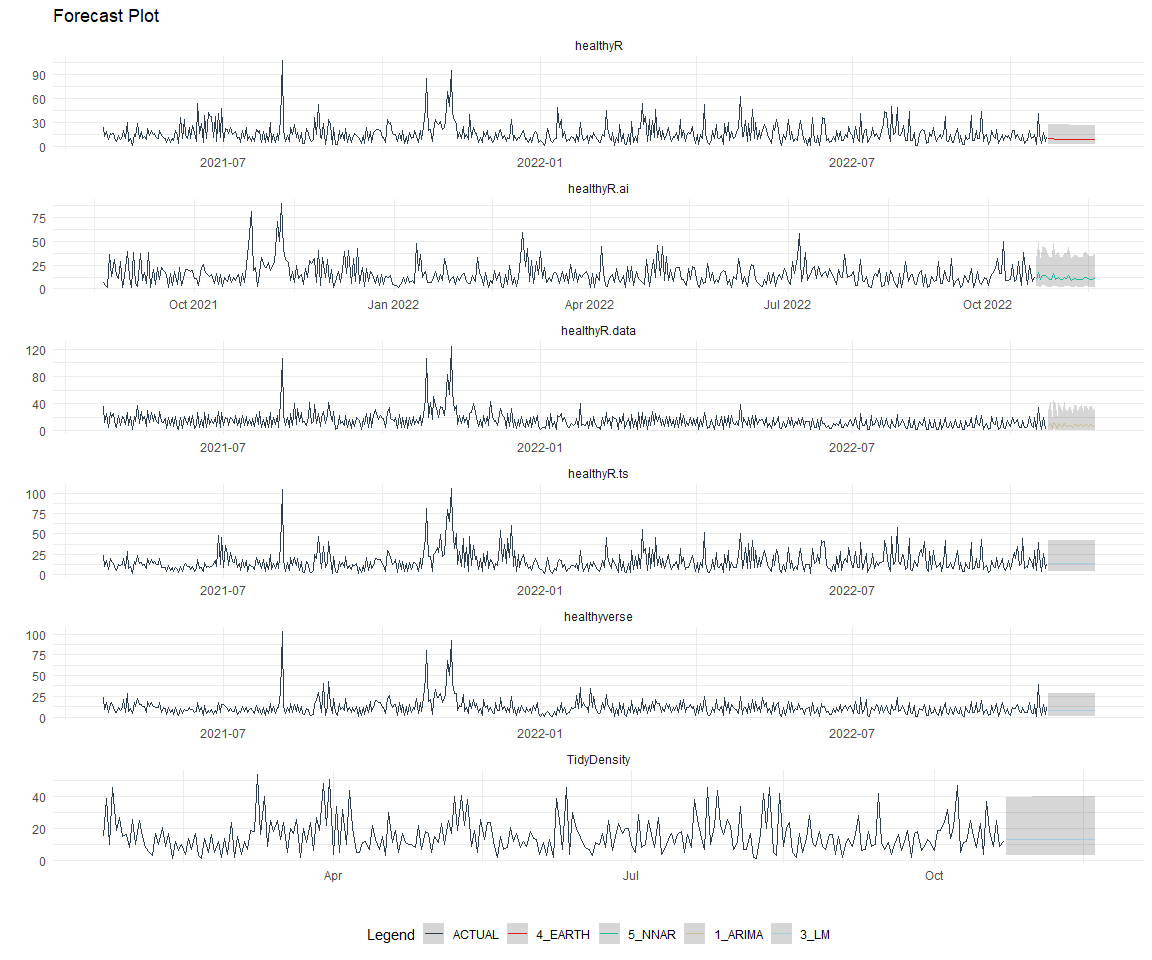 Forecast Plot
healthyR
90
60
30
0
2021-07 2022-01 2022-07
healthyR.ai
75
50
25
0
Oct 2021 Jan 2022 Apr 2022 Jul 2022 Oct 2022
healthyR.data
120
80
40
0
2021-07 2022-01 2022-07
healthyR.ts
100
75
50
25
0
2021-07 2022-01 2022-07
healthyverse
100
75
50
25
0
2021-07 2022-01 2022-07
TidyDensity
40
20
0
Apr Jul Oct
Legend ACTUAL 4_EARTH 5_NNAR 1_ARIMA 3_LM